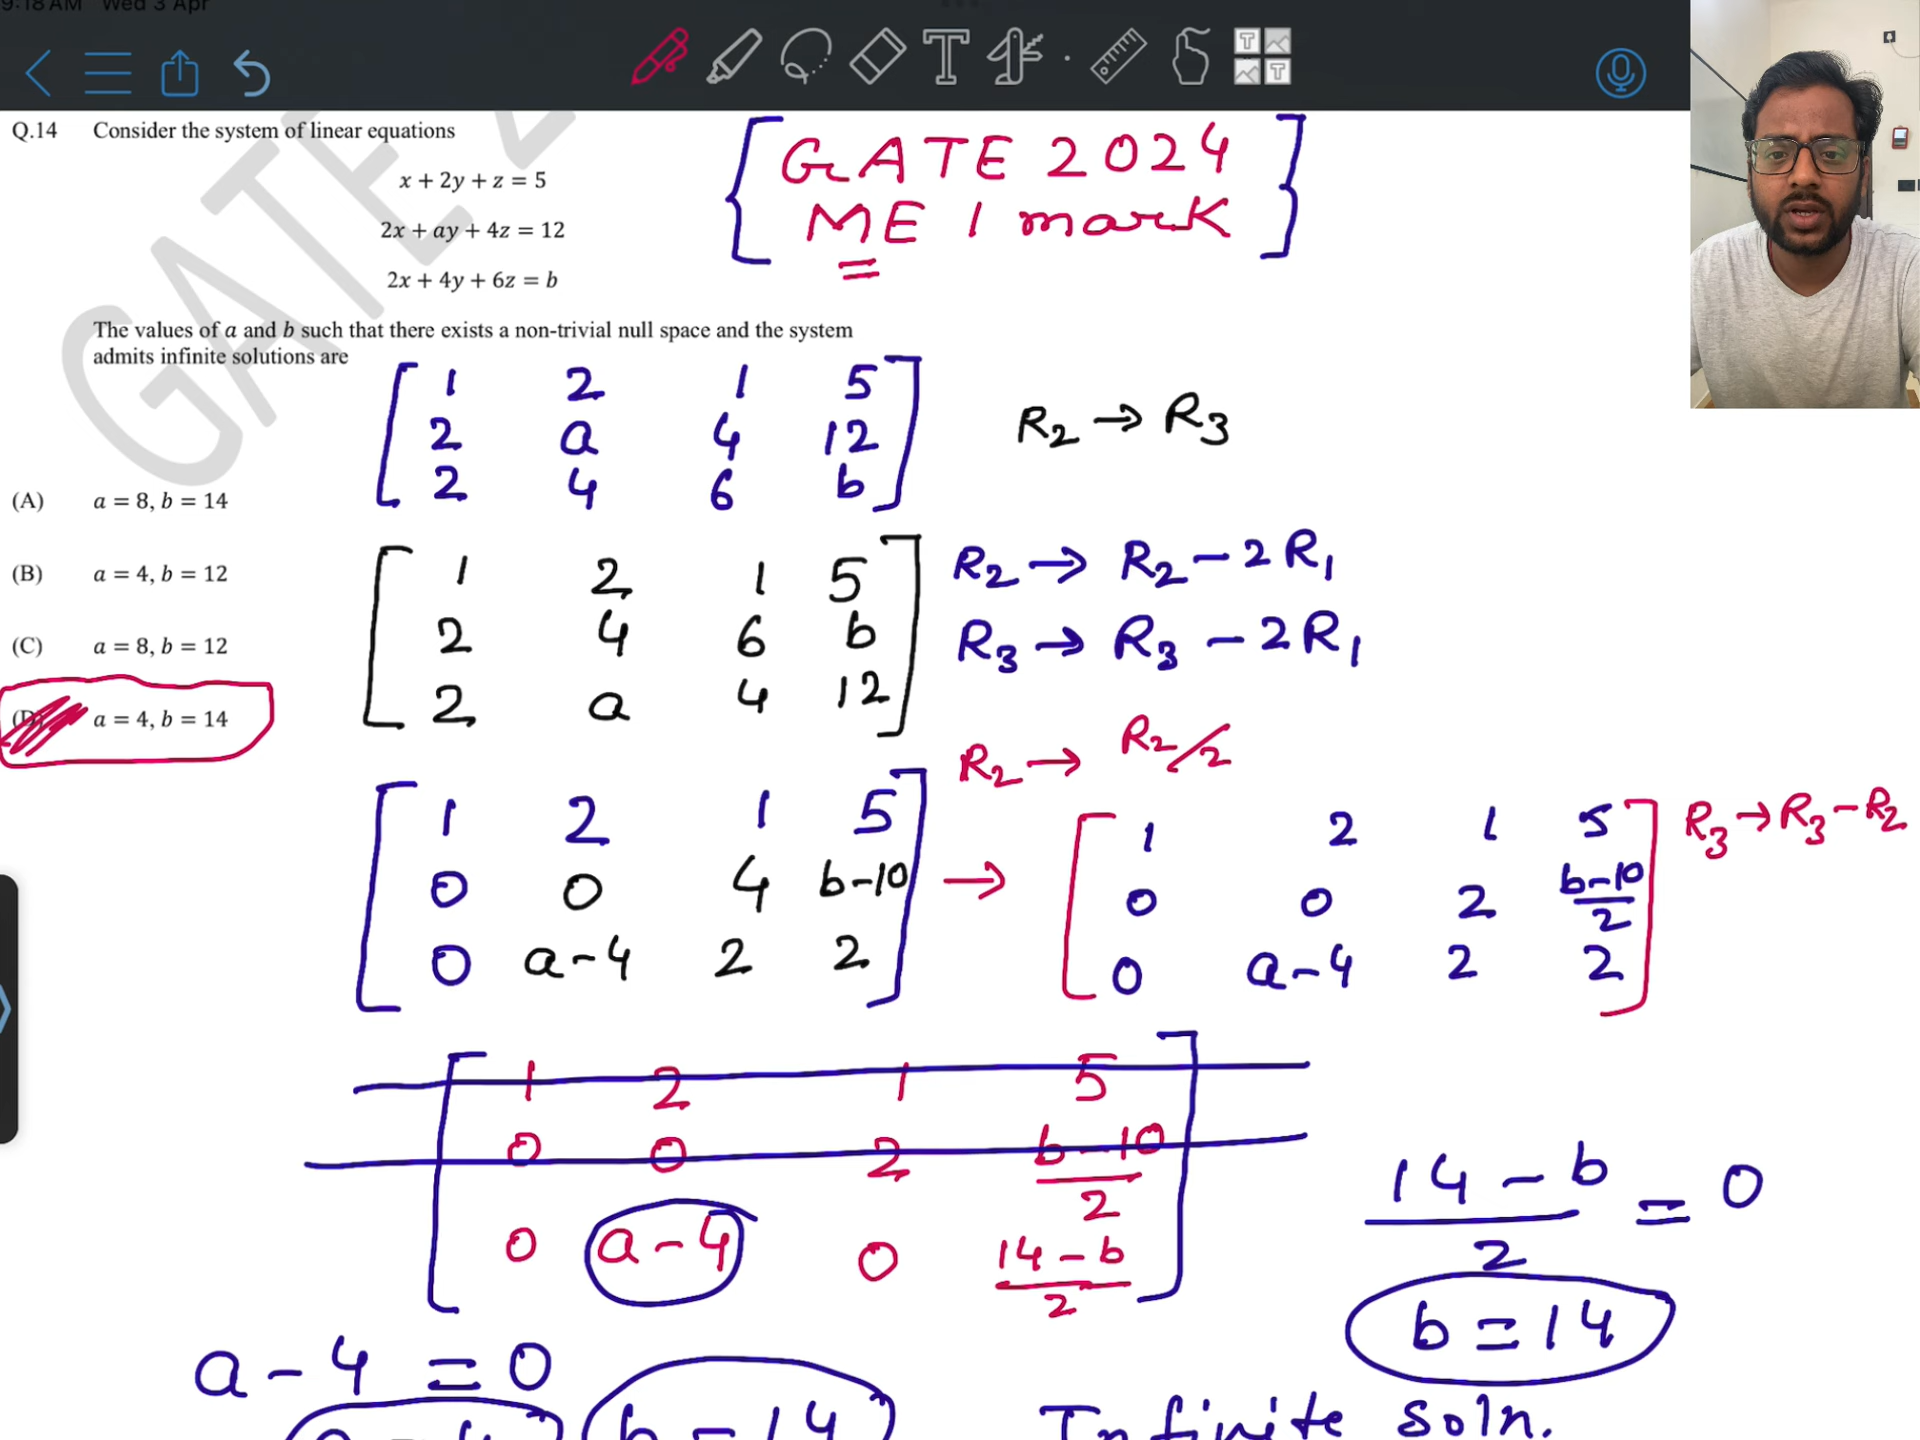 9:18 AM Wed 3 Apr
Q.14 Consider the system of linear equations
x + 2y + z = 5
2x + ay + 4z = 12
2x + 4y + 6z = b
The values of a and b such that there exists a non-trivial null space and the system
admits infinite solutions are
(A) a = 8, b = 14
(B) a = 4, b = 12
(C) a = 8, b = 12
(D) a = 4, b = 14
GATE 2024
ME 1 mark
1 2 1 5
2 a 4 12
2 4 6 b
R2 → R3
1 2 1 5
2 4 6 b
2 a 4 12
R2 → R2 − 2R1
R3 → R3 − 2R1
R2 → R2/2
1 2 1 5
0 0 4 b−10
0 a−4 2 2
→
1 2 1 5
0 0 2 b−10/2
0 a−4 2 2
R3 → R3 − R2
1 2 1 5
0 0 2 b−10/2
0 a−4 0 14−b/2
14 − b/2 = 0
b = 14
a − 4 = 0
a = 4 b = 14
Infinite soln.
GATE 2